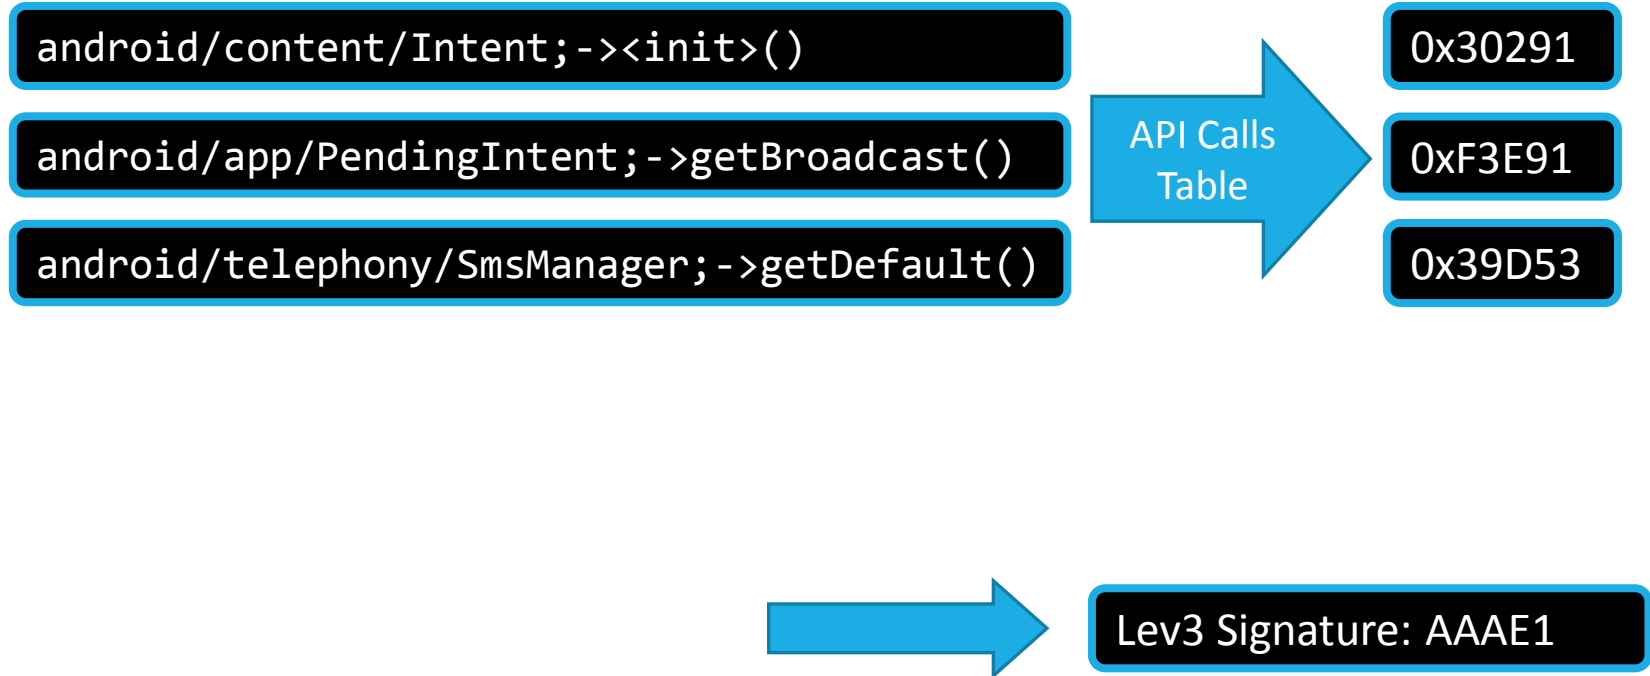 android/content/Intent;-><init>()
0x30291
android/app/PendingIntent;->getBroadcast()
API Calls
Table
0xF3E91
android/telephony/SmsManager;->getDefault()
0x39D53
Lev3 Signature: AAAE1